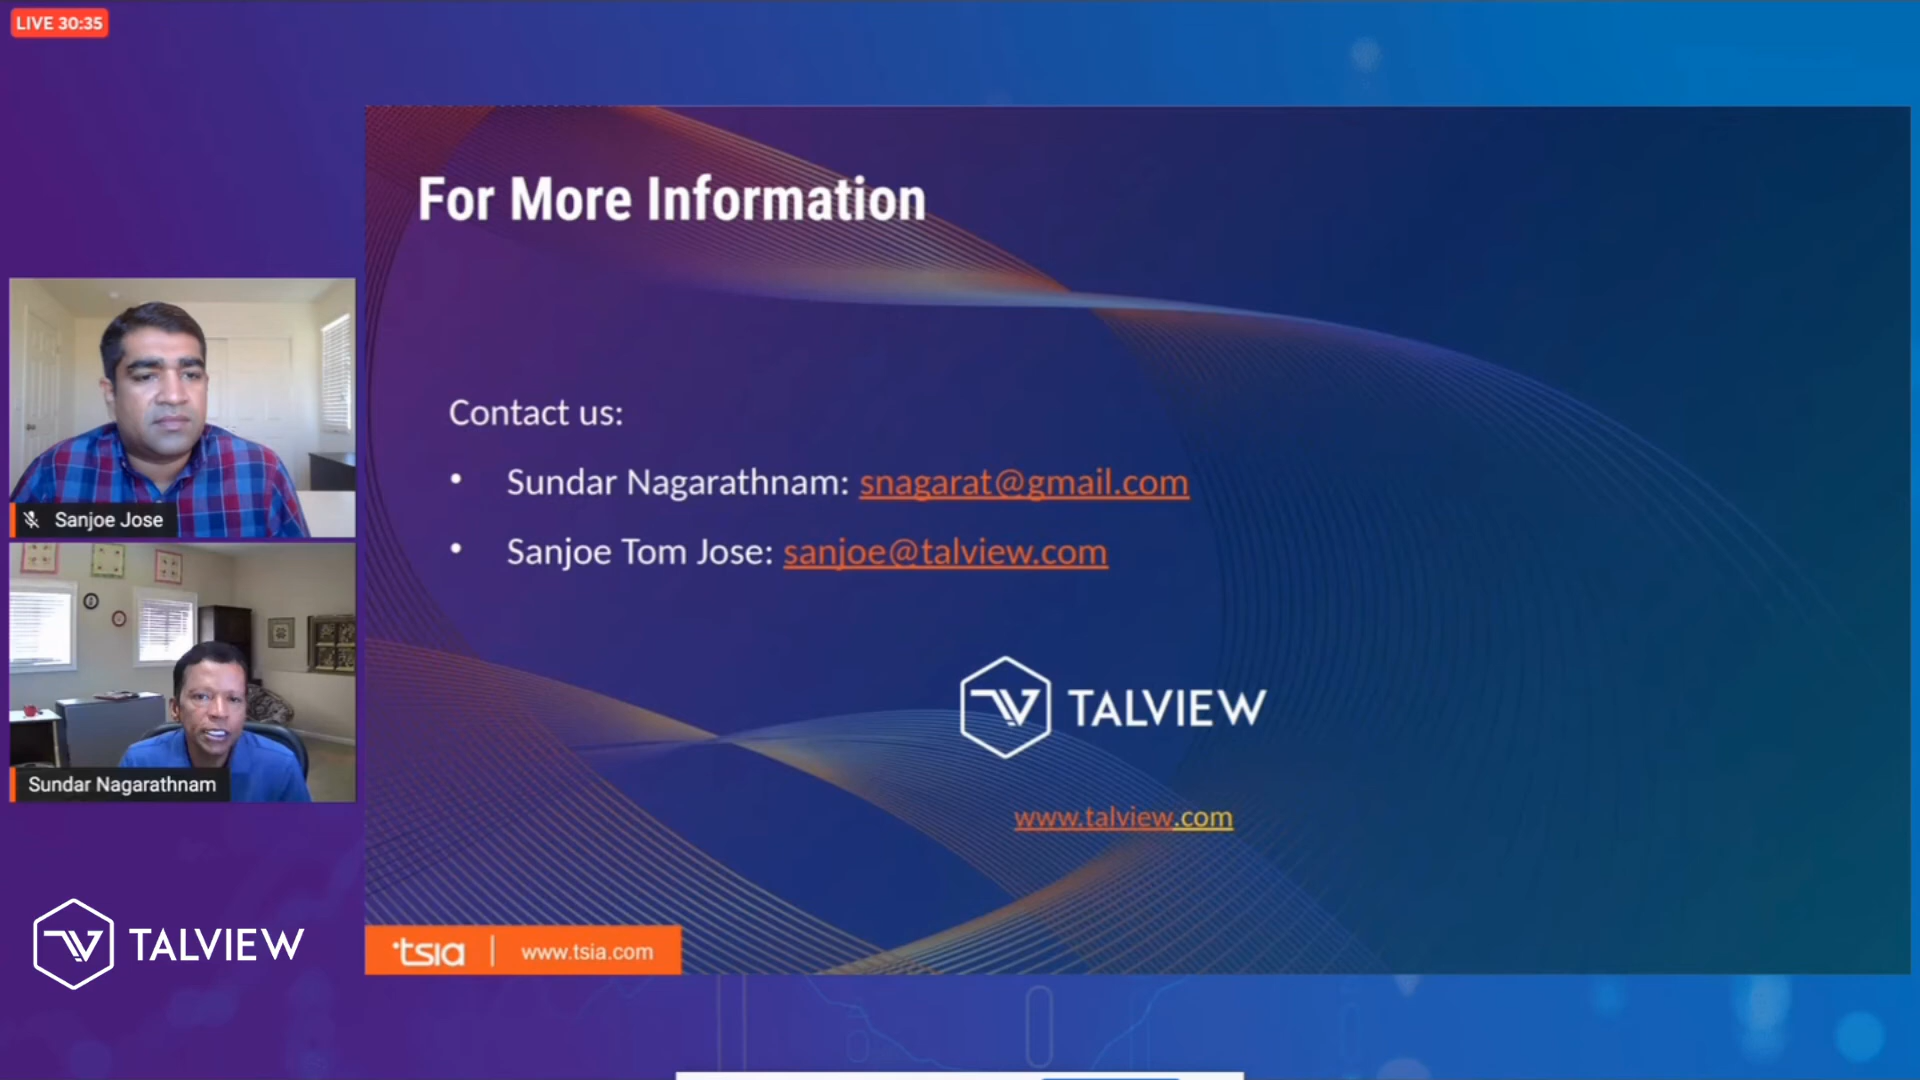 LIVE 30:35
For More Information
Contact us:
• Sundar Nagarathnam: snagarat@gmail.com
• Sanjoe Tom Jose: sanjoe@talview.com
TALVIEW
www.talview.com
Sanjoe Jose
Sundar Nagarathnam
TALVIEW
tsia | www.tsia.com